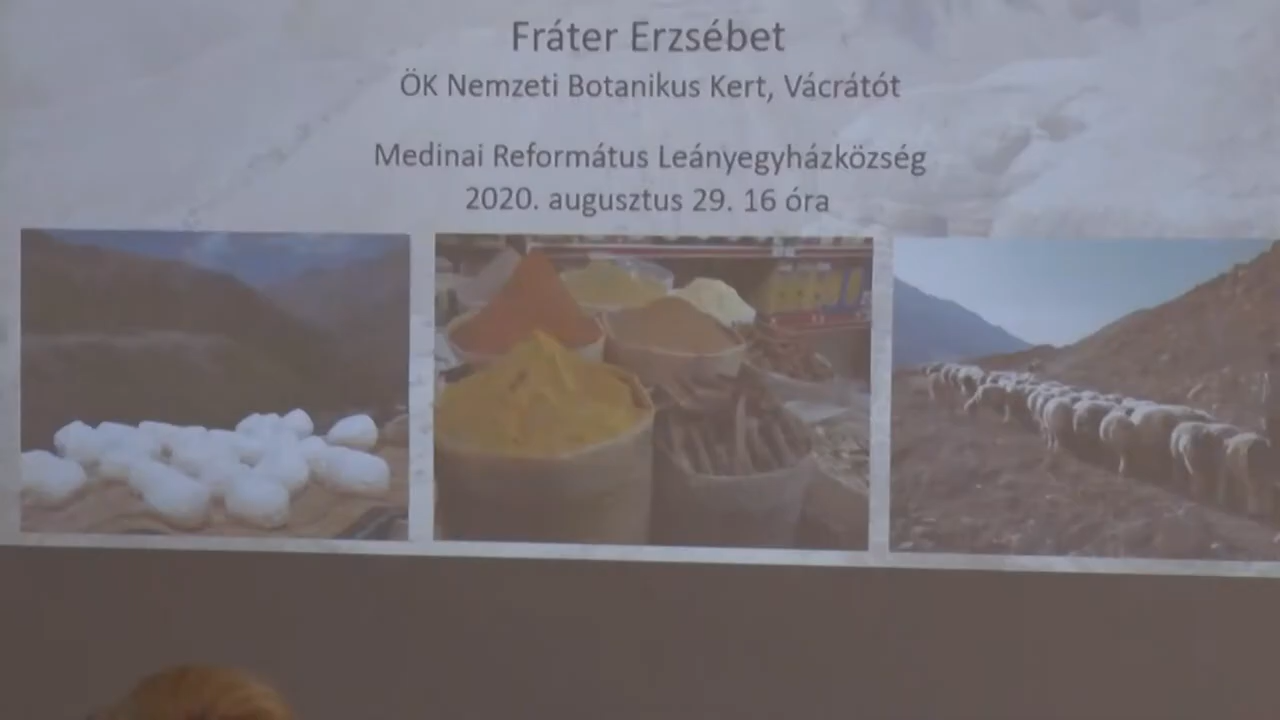 Fráter Erzsébet
ÖK Nemzeti Botanikus Kert, Vácrátót
Medinai Református Leányegyházközség
2020. augusztus 29. 16 óra